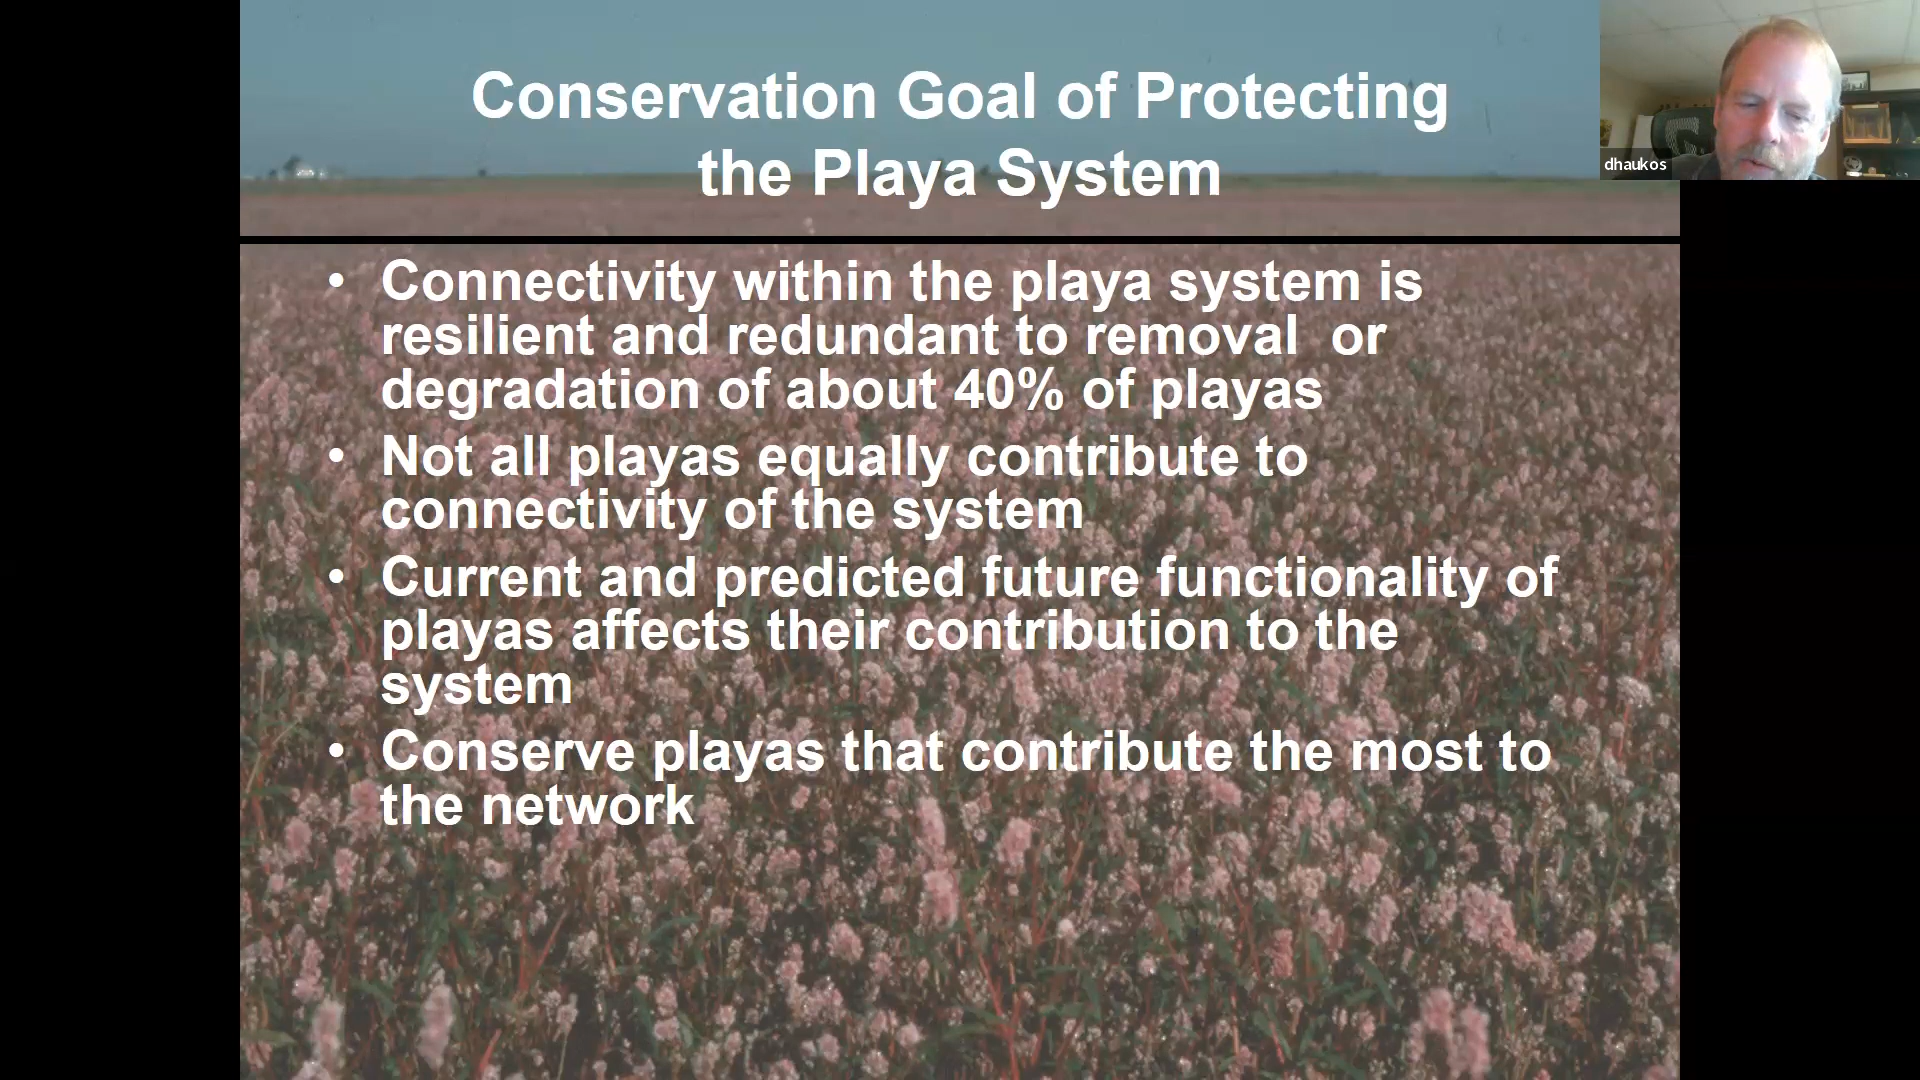 Conservation Goal of Protecting
the Playa System
dhaukos
• Connectivity within the playa system is
resilient and redundant to removal  or
degradation of about 40% of playas
• Not all playas equally contribute to
connectivity of the system
• Current and predicted future functionality of
playas affects their contribution to the
system
• Conserve playas that contribute the most to
the network